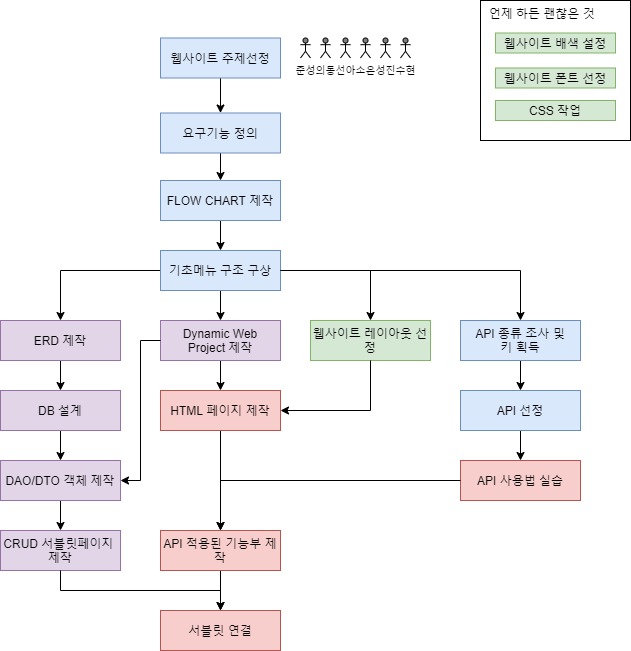 언제 하든 괜찮은 것
웹사이트 배색 설정
웹사이트 폰트 선정
CSS 작업
웹사이트 주제선정
준성의동선아소은성진수현
요구기능 정의
FLOW CHART 제작
기초메뉴 구조 구상
ERD 제작
Dynamic Web
Project 제작
웹사이트 레이아웃 선
정
API 종류 조사 및
키 획득
DB 설계
HTML 페이지 제작
API 선정
DAO/DTO 객체 제작
API 사용법 실습
CRUD 서블릿페이지
제작
API 적용된 기능부 제
작
서블릿 연결